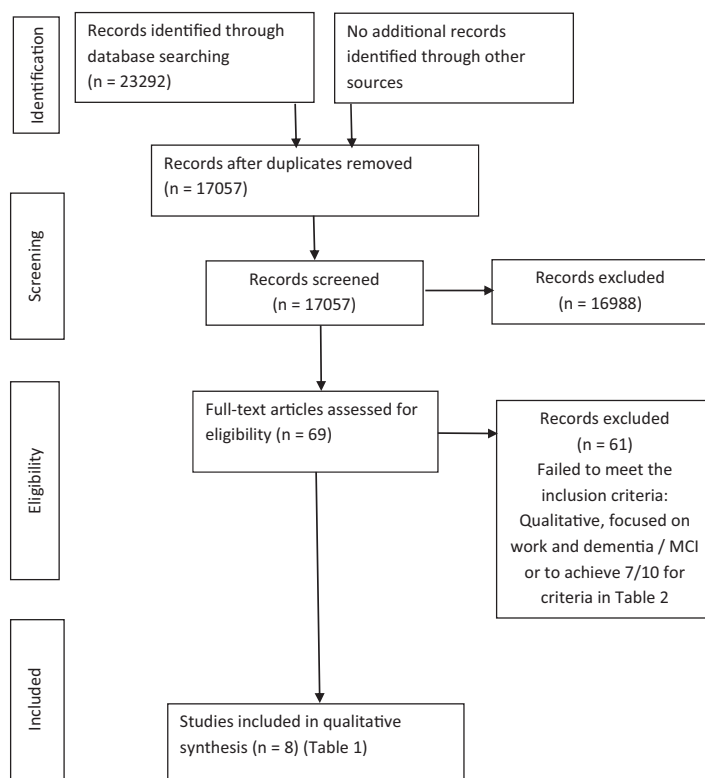 Identification
Records identified through
database searching
(n = 23292)
No additional records
identified through other
sources
Records after duplicates removed
(n = 17057)
Screening
Records screened
(n = 17057)
Records excluded
(n = 16988)
Eligibility
Full-text articles assessed for
eligibility (n = 69)
Records excluded
(n = 61)
Failed to meet the
inclusion criteria:
Qualitative, focused on
work and dementia / MCI
or to achieve 7/10 for
criteria in Table 2
Included
Studies included in qualitative
synthesis (n = 8) (Table 1)